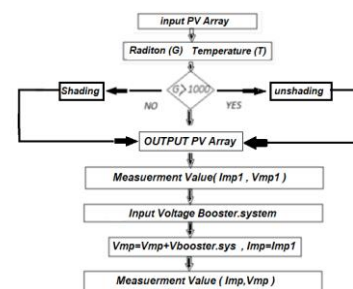 input PV Array
Raditon (G) Temperature (T)
Shading
G>1000
unshading
NO
YES
OUTPUT PV Array
Measuerment Value( Imp1 , Vmp1 )
Input Voltage Booster.system
Vmp=Vmp+Vbooster.sys , Imp=Imp1
Measuerment Value ( Imp,Vmp )